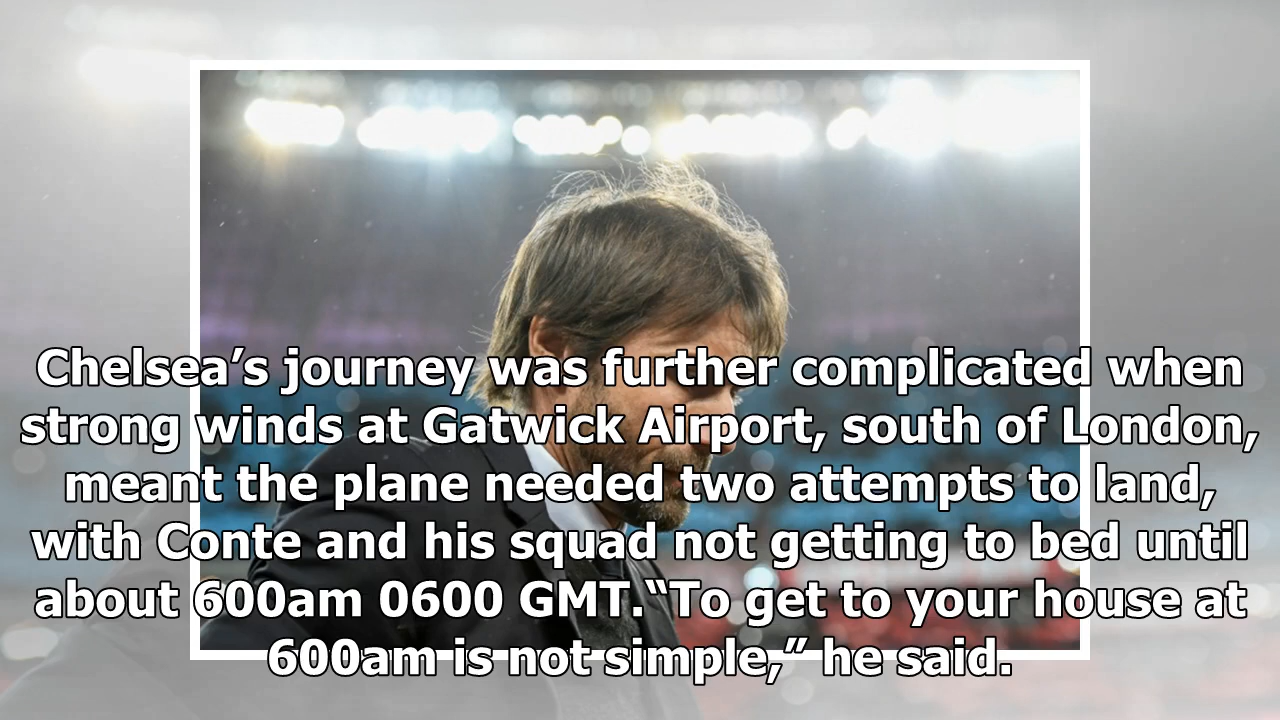 Chelsea’s journey was further complicated when
strong winds at Gatwick Airport, south of London,
meant the plane needed two attempts to land,
with Conte and his squad not getting to bed until
about 600am 0600 GMT.“To get to your house at
600am is not simple,” he said.